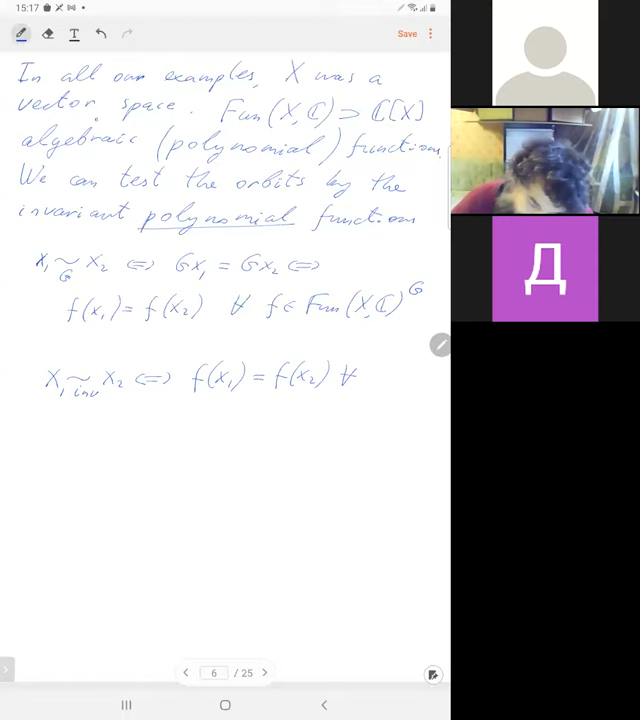 15:17
78%
Save
In all our examples, X was a
vector space. Fun(X, ℂ) ⊃ ℂ[X]
algebraic (polynomial) functions.
We can test the orbits by the
invariant polynomial functions
x₁ ~_G x₂ ⇔ Gx₁ = Gx₂ ⇔
f(x₁) = f(x₂) ∀ f ∈ Fun(X, ℂ)^G
x₁ ~_inv x₂ ⇔ f(x₁) = f(x₂) ∀
6 / 25
Д